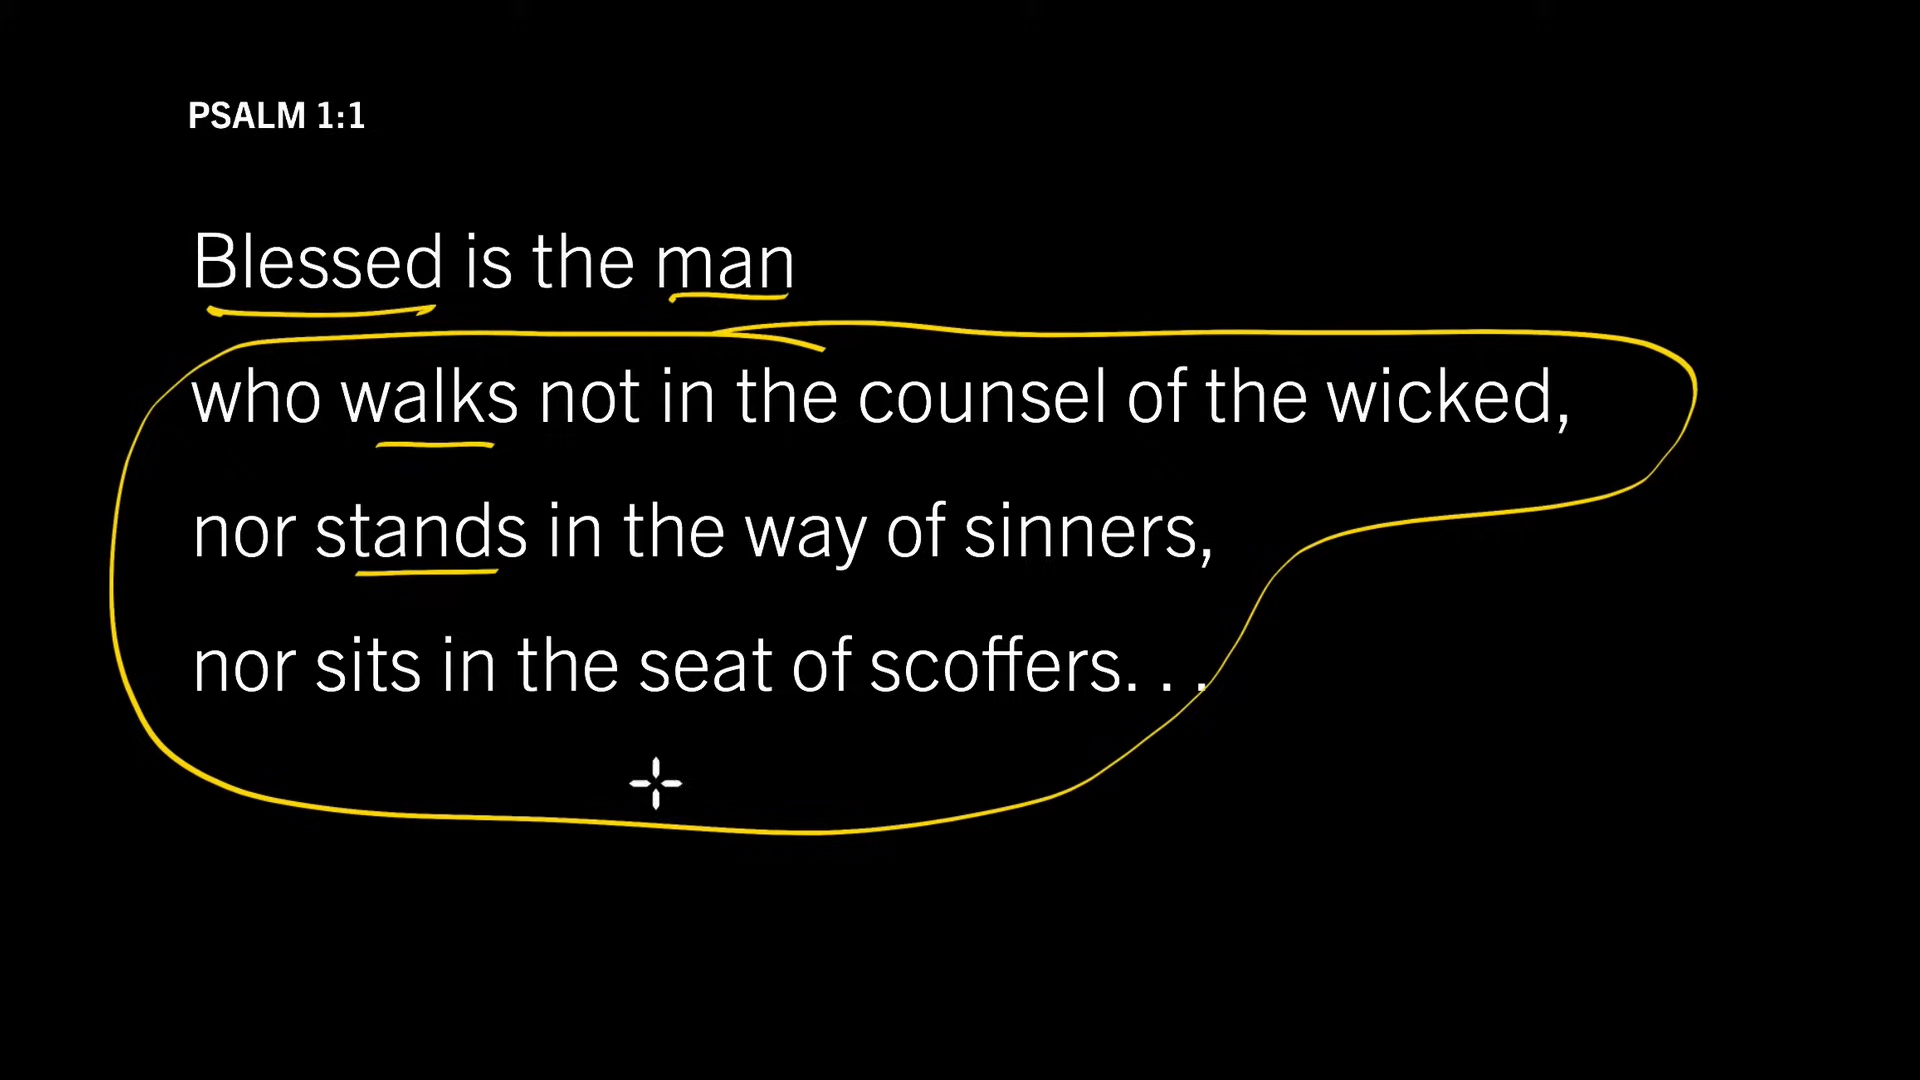 PSALM 1:1
Blessed is the man
who walks not in the counsel of the wicked,
nor stands in the way of sinners,
nor sits in the seat of scoffers. . .